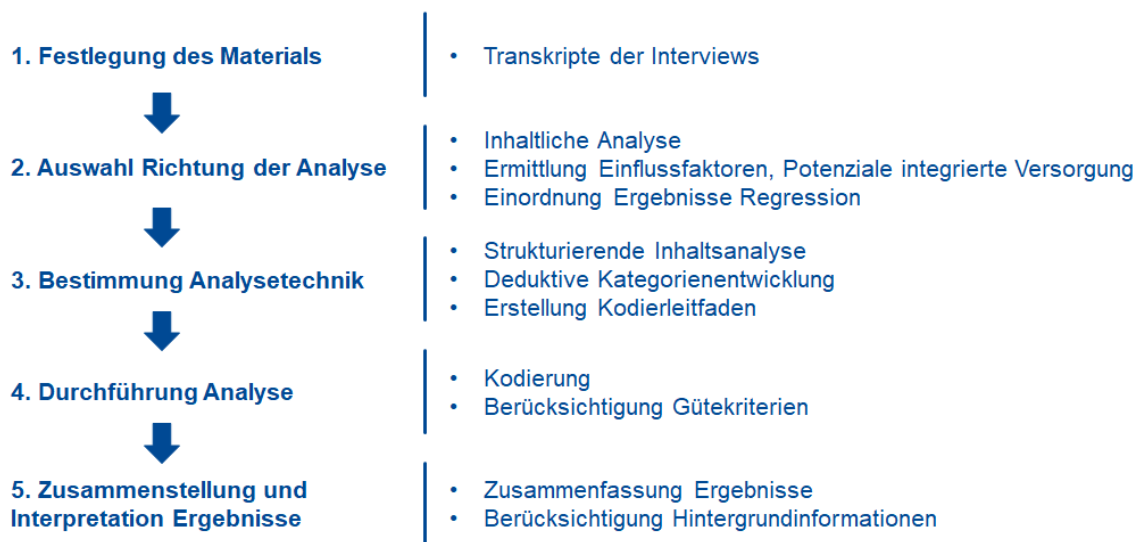 1. Festlegung des Materials
• Transkripte der Interviews
2. Auswahl Richtung der Analyse
• Inhaltliche Analyse
• Ermittlung Einflussfaktoren, Potenziale integrierte Versorgung
• Einordnung Ergebnisse Regression
3. Bestimmung Analysetechnik
• Strukturierende Inhaltsanalyse
• Deduktive Kategorienentwicklung
• Erstellung Kodierleitfaden
4. Durchführung Analyse
• Kodierung
• Berücksichtigung Gütekriterien
5. Zusammenstellung und
Interpretation Ergebnisse
• Zusammenfassung Ergebnisse
• Berücksichtigung Hintergrundinformationen